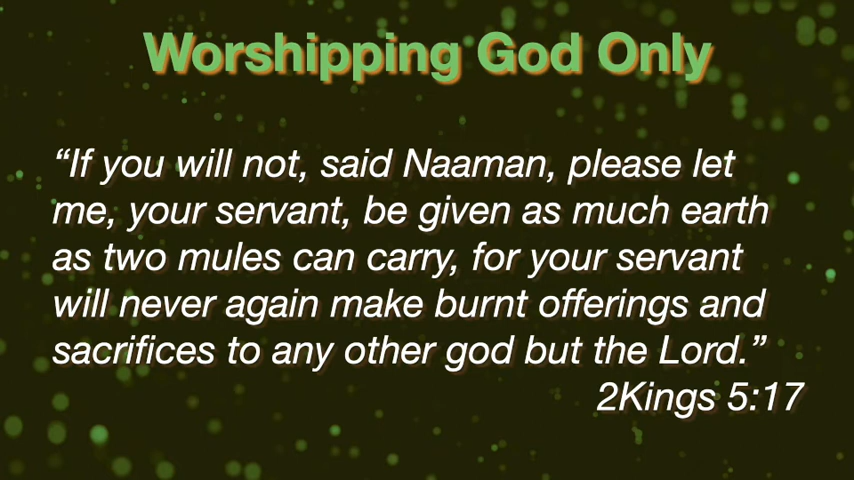 Worshipping God Only
“If you will not, said Naaman, please let
me, your servant, be given as much earth
as two mules can carry, for your servant
will never again make burnt offerings and
sacrifices to any other god but the Lord.”
2Kings 5:17